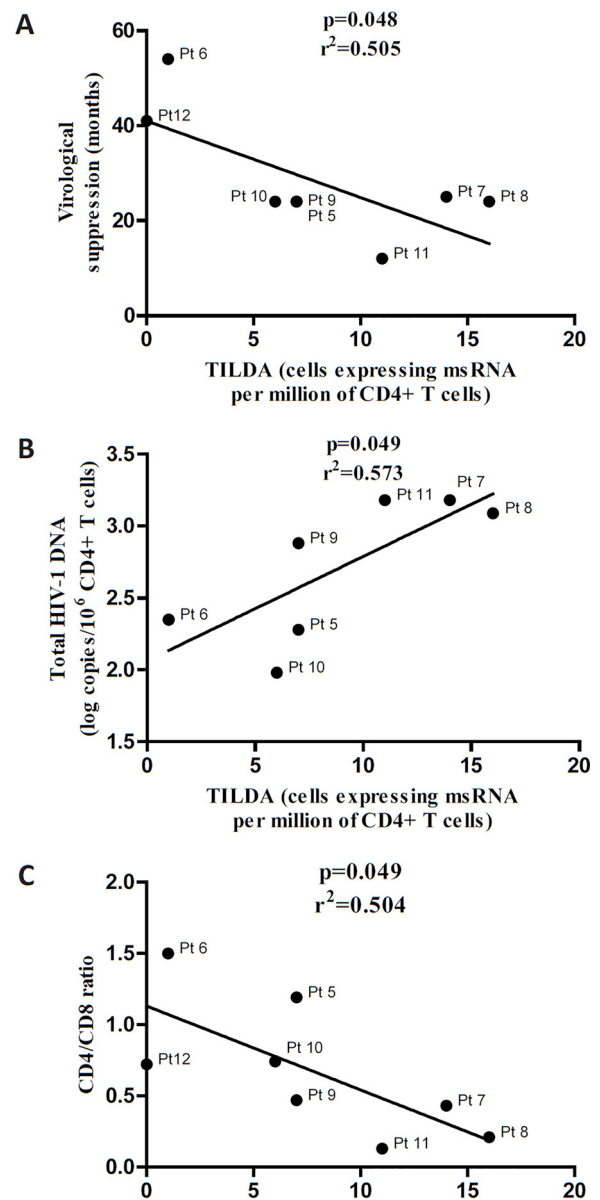 A
p=0.048
r²=0.505
60
40
20
0
Virological
suppression (months)
Pt 6
Pt12
Pt 10
Pt 9
Pt 5
Pt 7
Pt 8
Pt 11
0 5 10 15 20
TILDA (cells expressing msRNA
per million of CD4+ T cells)
B
p=0.049
r²=0.573
3.5
3.0
2.5
2.0
1.5
Total HIV-1 DNA
(log copies/10⁶ CD4+ T cells)
Pt 11
Pt 7
Pt 8
Pt 9
Pt 6
Pt 5
Pt 10
0 5 10 15 20
TILDA (cells expressing msRNA
per million of CD4+ T cells)
C
p=0.049
r²=0.504
2.0
1.5
1.0
0.5
0.0
CD4/CD8 ratio
Pt 6
Pt 5
Pt12
Pt 10
Pt 9
Pt 7
Pt 8
Pt 11
0 5 10 15 20